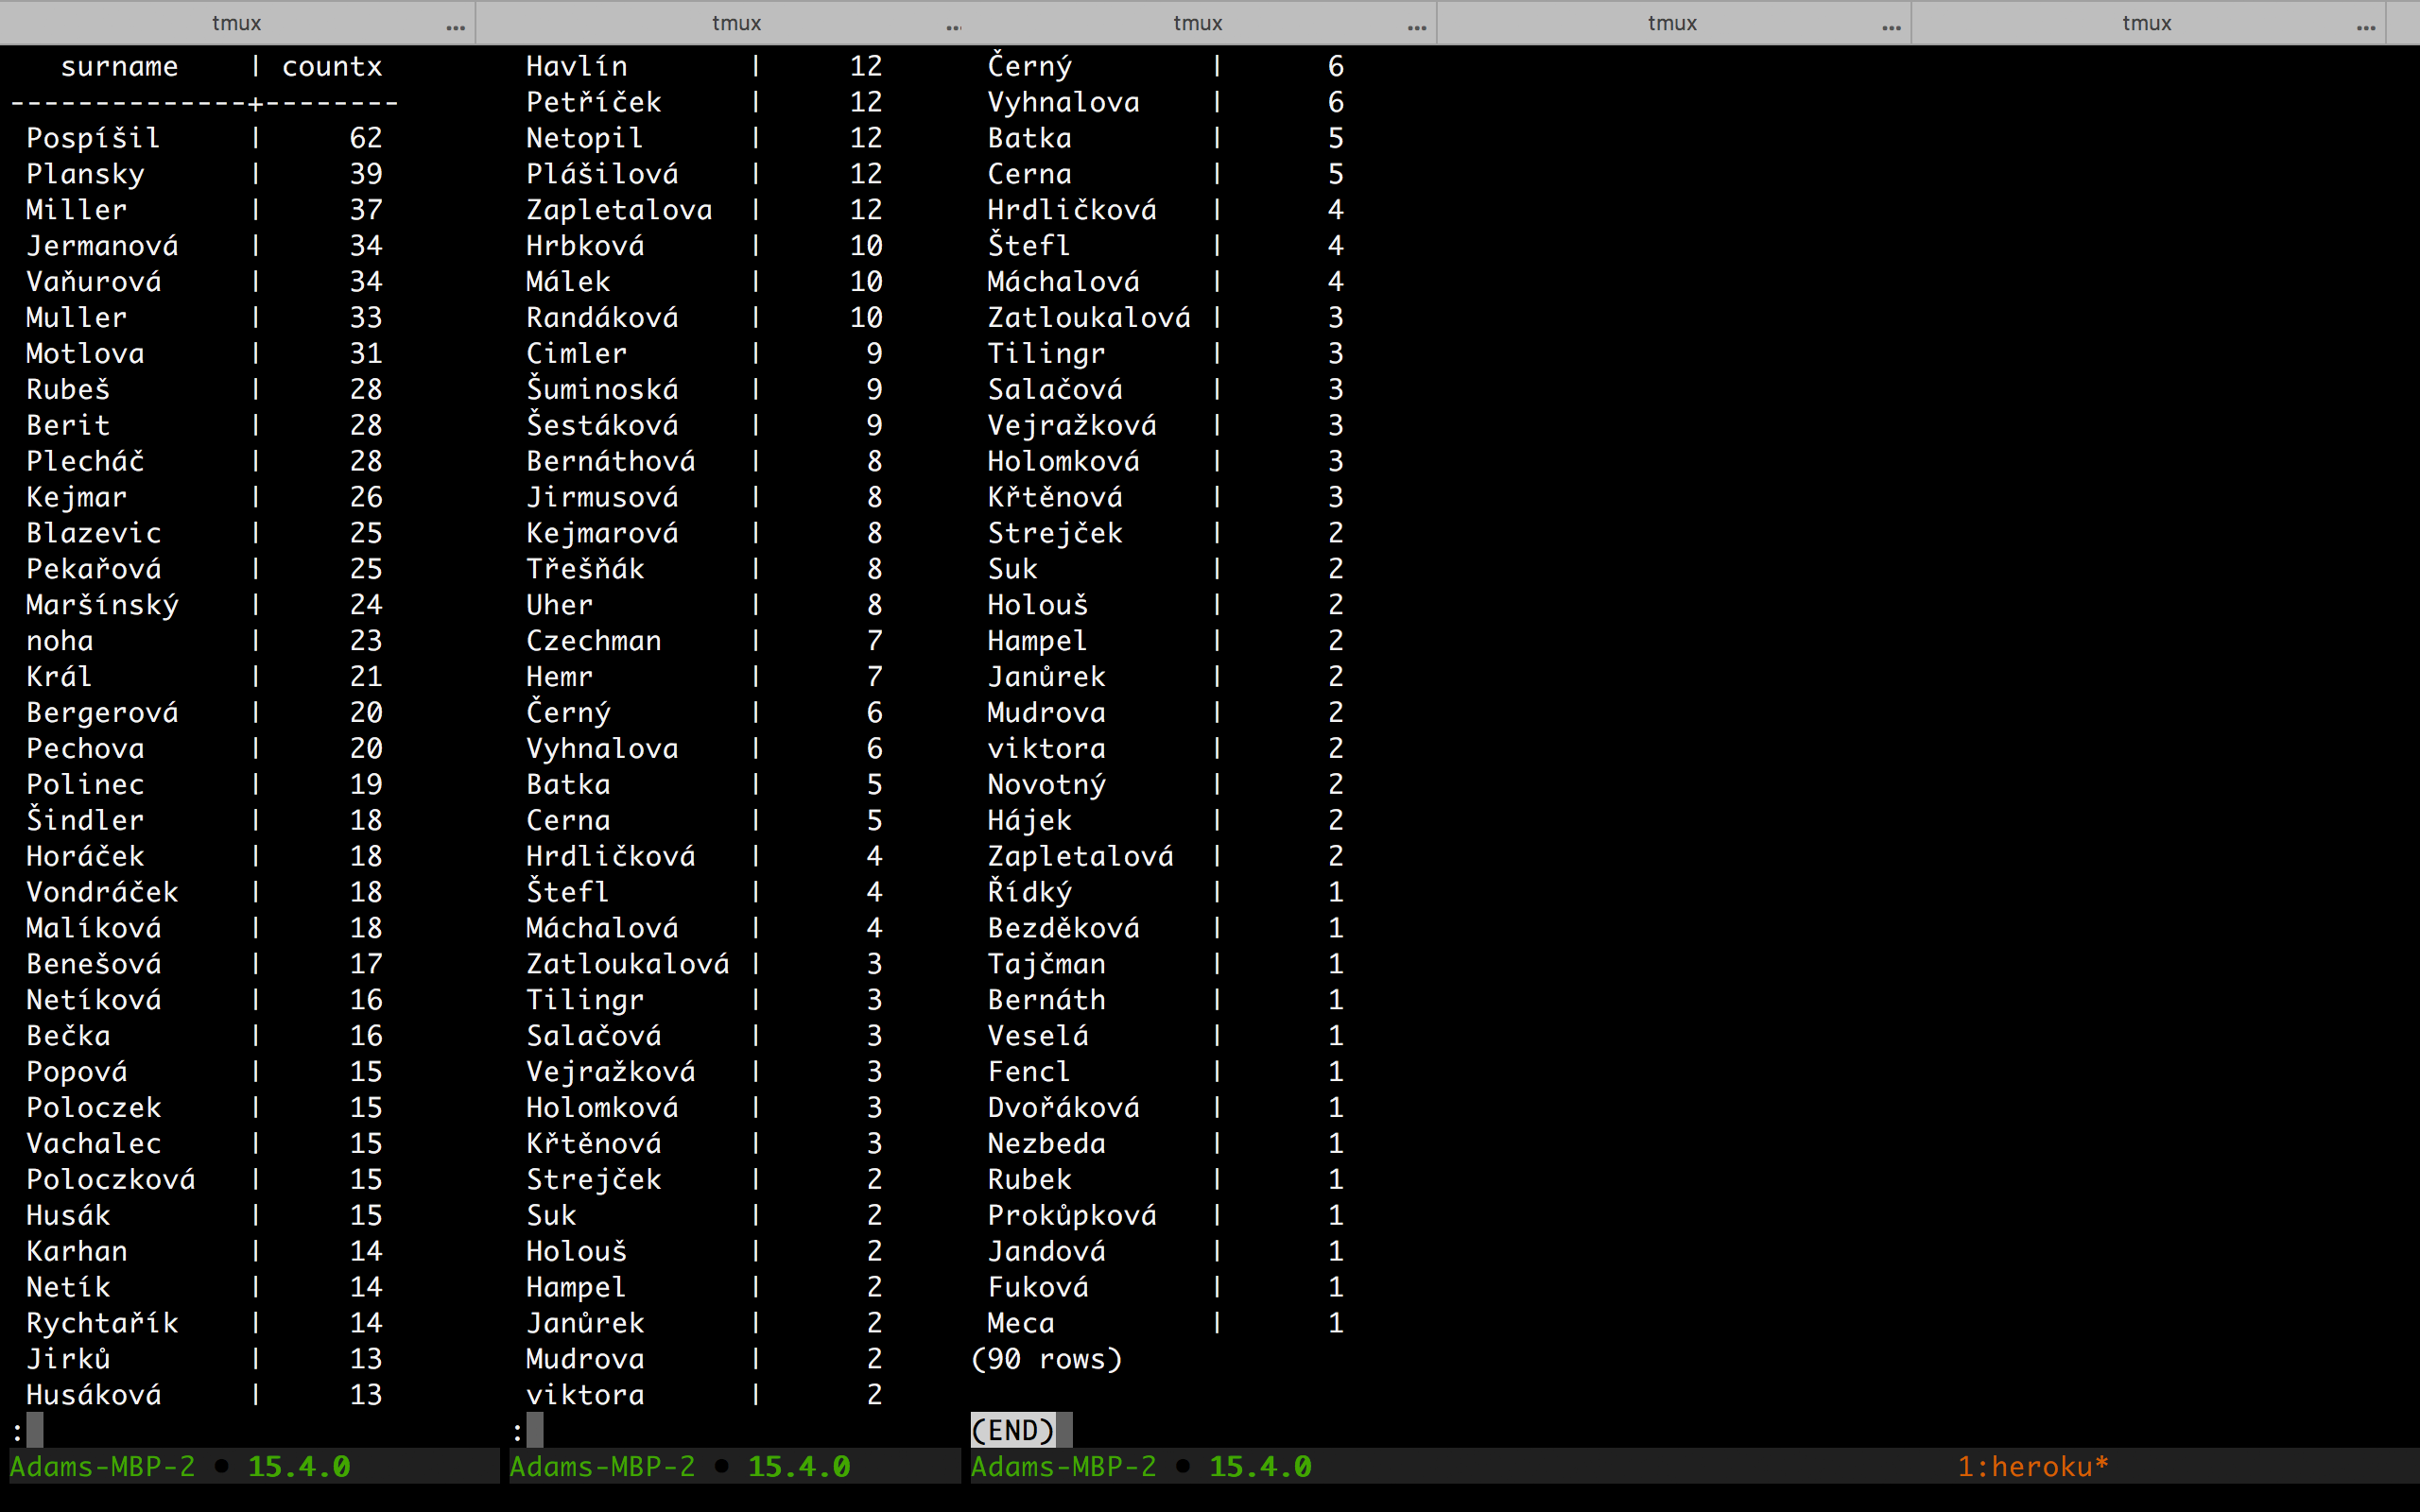 tmux ... tmux ... tmux ... tmux ... tmux ...
surname | countx
--------------+--------
Pospíšil | 62
Plansky | 39
Miller | 37
Jermanová | 34
Vaňurová | 34
Muller | 33
Motlova | 31
Rubeš | 28
Berit | 28
Plecháč | 28
Kejmar | 26
Blazevic | 25
Pekařová | 25
Maršínský | 24
noha | 23
Král | 21
Bergerová | 20
Pechova | 20
Polinec | 19
Šindler | 18
Horáček | 18
Vondráček | 18
Malíková | 18
Benešová | 17
Netíková | 16
Bečka | 16
Popová | 15
Poloczek | 15
Vachalec | 15
Poloczková | 15
Husák | 15
Karhan | 14
Netík | 14
Rychtařík | 14
Jirků | 13
Husáková | 13
:
Adams-MBP-2 • 15.4.0
Havlín | 12
Petříček | 12
Netopil | 12
Plášilová | 12
Zapletalova | 12
Hrbková | 10
Málek | 10
Randáková | 10
Cimler | 9
Šuminoská | 9
Šestáková | 9
Bernáthová | 8
Jirmusová | 8
Kejmarová | 8
Třešňák | 8
Uher | 8
Czechman | 7
Hemr | 7
Černý | 6
Vyhnalova | 6
Batka | 5
Cerna | 5
Hrdličková | 4
Štefl | 4
Máchalová | 4
Zatloukalová | 3
Tilingr | 3
Salačová | 3
Vejražková | 3
Holomková | 3
Křtěnová | 3
Strejček | 2
Suk | 2
Holouš | 2
Hampel | 2
Janůrek | 2
Mudrova | 2
viktora | 2
:
Adams-MBP-2 • 15.4.0
Černý | 6
Vyhnalova | 6
Batka | 5
Cerna | 5
Hrdličková | 4
Štefl | 4
Máchalová | 4
Zatloukalová | 3
Tilingr | 3
Salačová | 3
Vejražková | 3
Holomková | 3
Křtěnová | 3
Strejček | 2
Suk | 2
Holouš | 2
Hampel | 2
Janůrek | 2
Mudrova | 2
viktora | 2
Novotný | 2
Hájek | 2
Zapletalová | 2
Řídký | 1
Bezděková | 1
Tajčman | 1
Bernáth | 1
Veselá | 1
Fencl | 1
Dvořáková | 1
Nezbeda | 1
Rubek | 1
Prokůpková | 1
Jandová | 1
Fuková | 1
Meca | 1
(90 rows)
(END)
Adams-MBP-2 • 15.4.0 1:heroku*